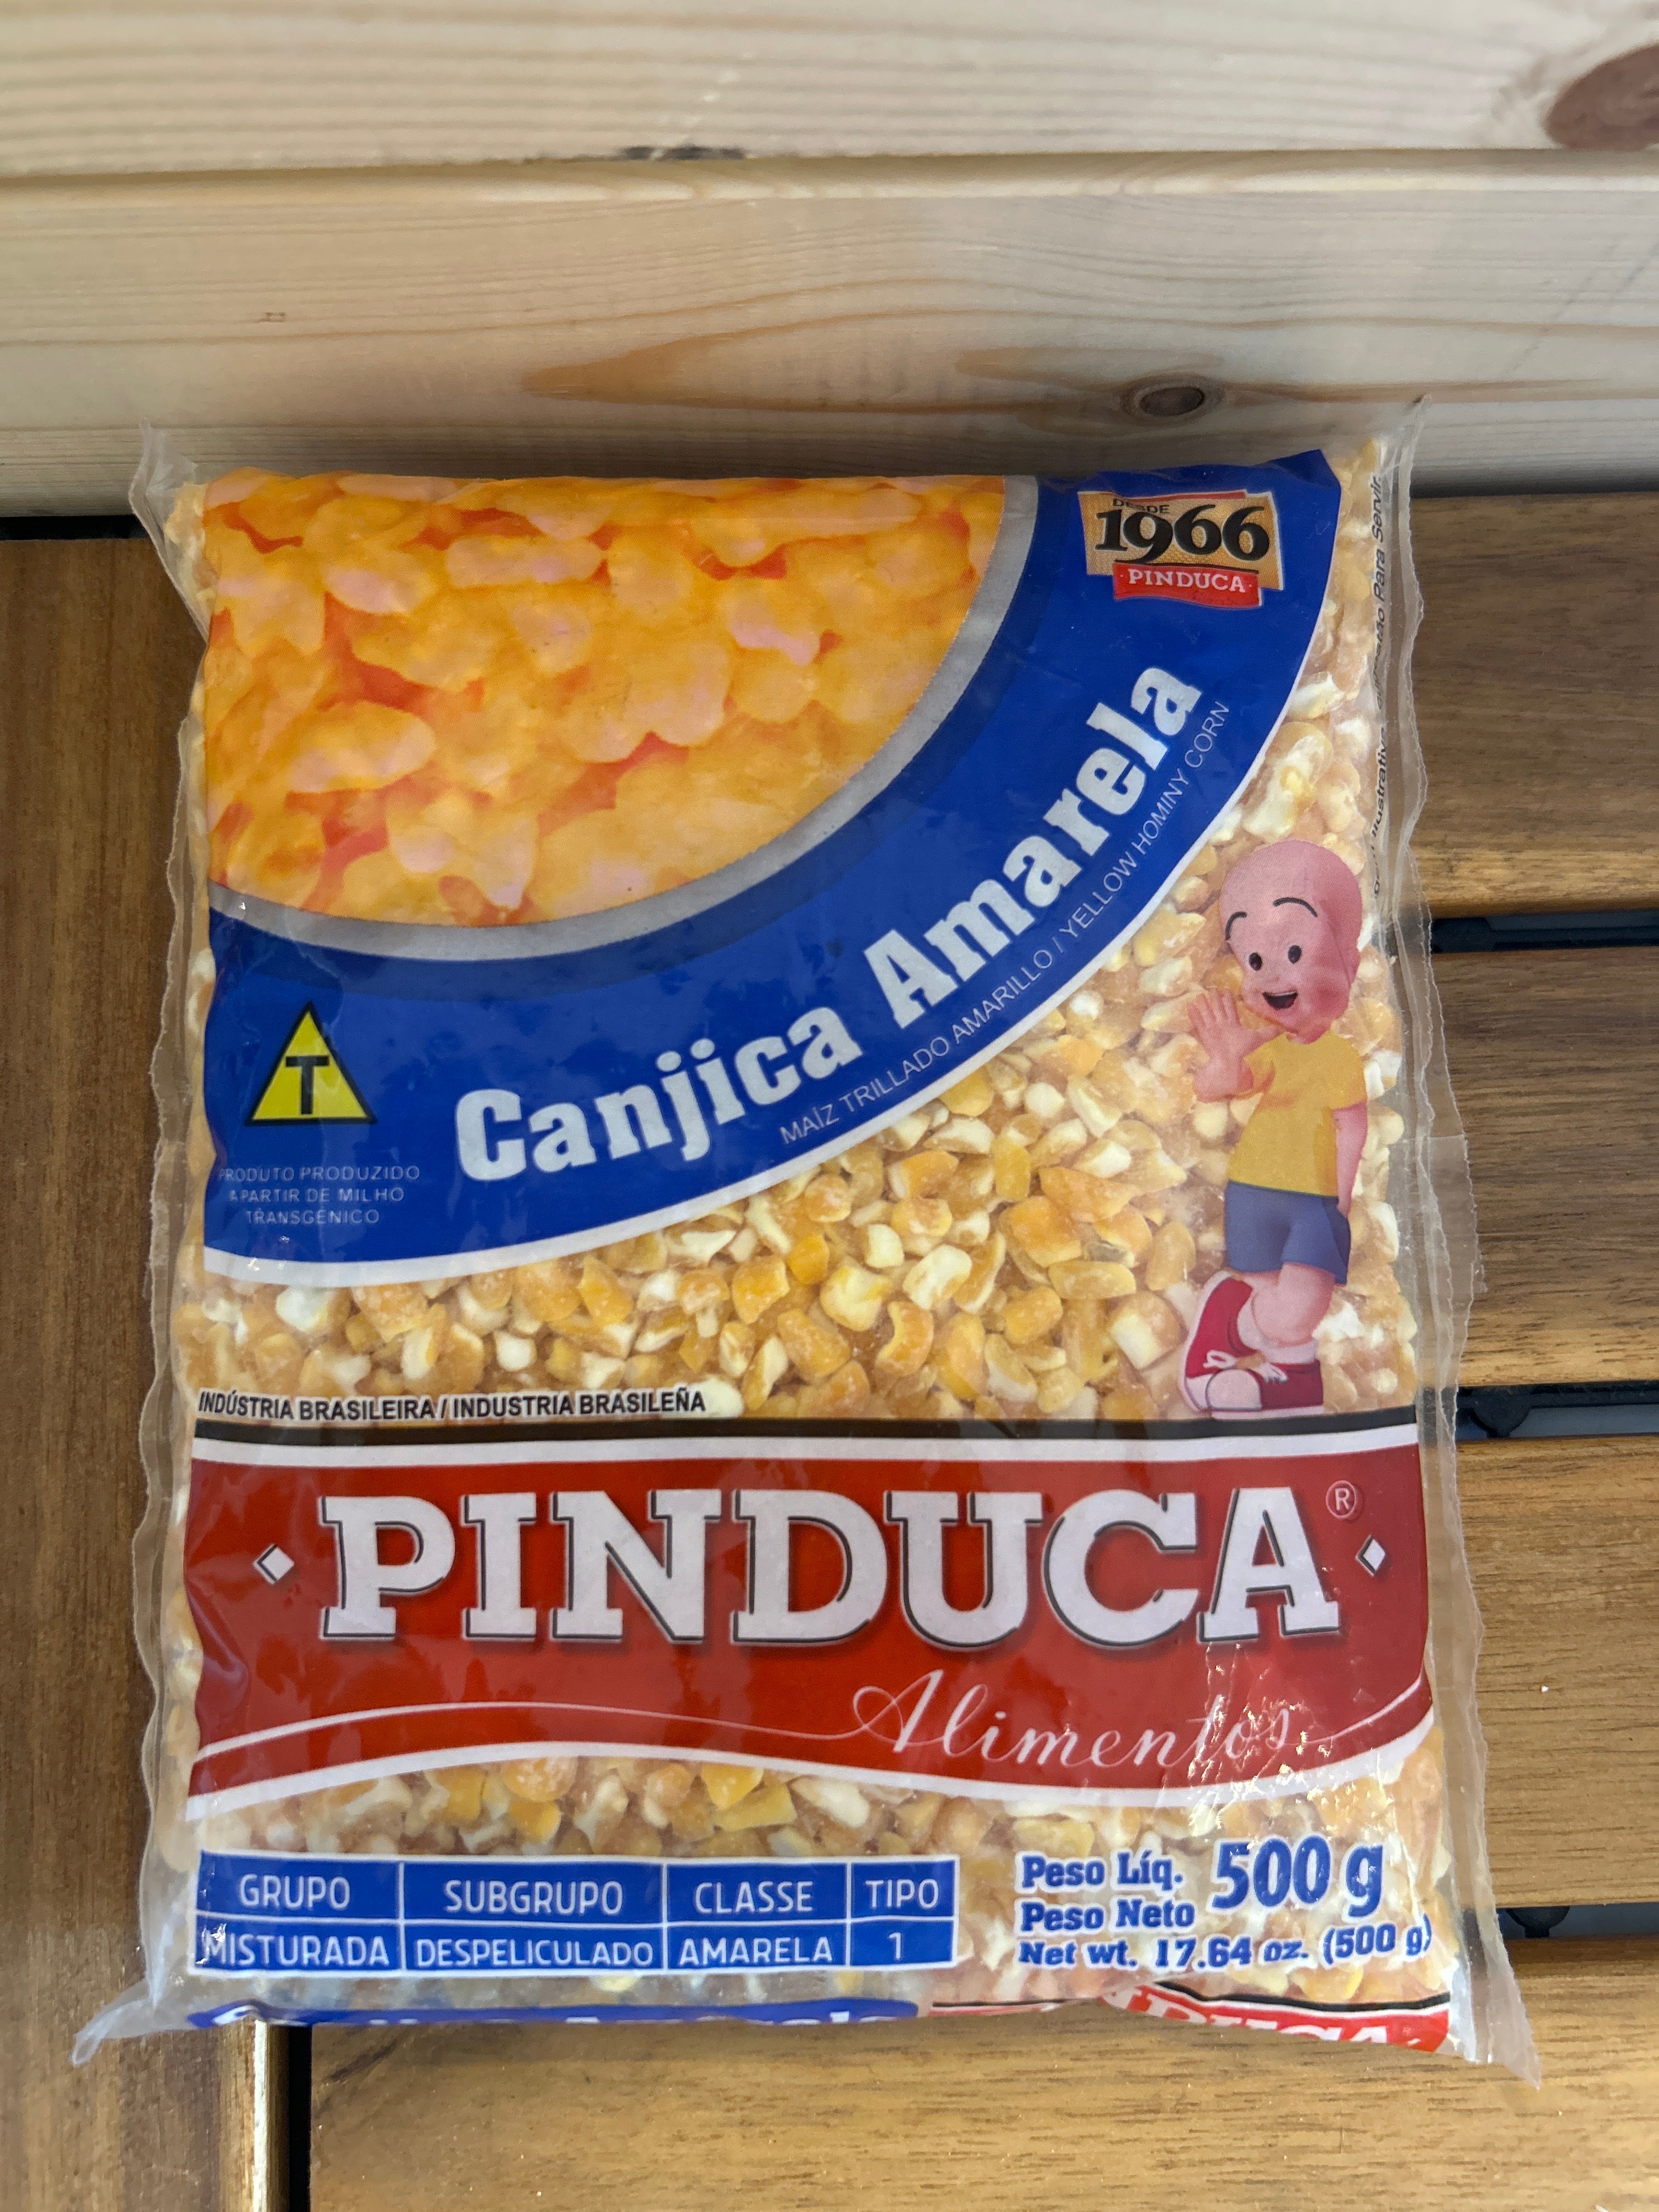 DESDE
1966
PINDUCA
Canjica Amarela
MAÍZ TRILLADO AMARILLO / YELLOW HOMINY CORN
T
PRODUTO PRODUZIDO
A PARTIR DE MILHO
TRANSGÊNICO
Para Servir
INDÚSTRIA BRASILEIRA / INDUSTRIA BRASILEÑA
PINDUCA®
Alimentos
GRUPO SUBGRUPO CLASSE TIPO
MISTURADA DESPELICULADO AMARELA 1
Peso Líq. 500 g
Peso Neto
Net wt. 17.64 oz. (500 g)